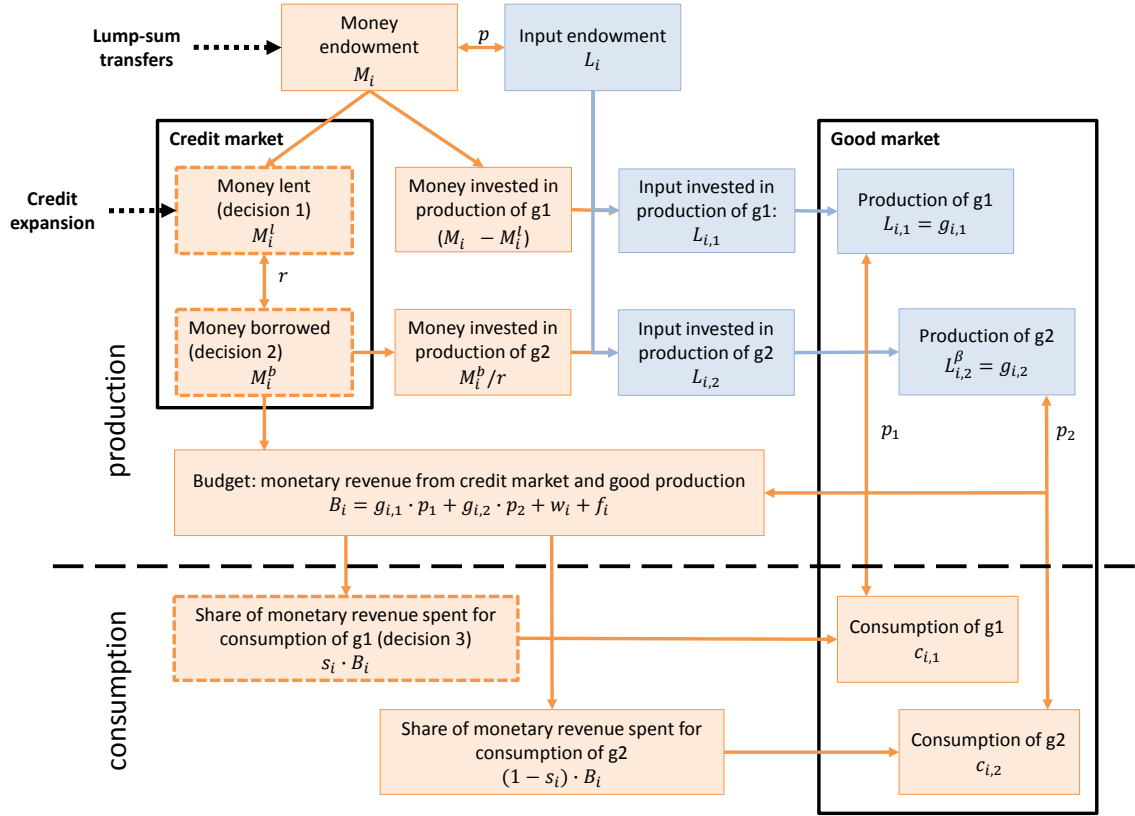 Lump-sum
transfers
Money
endowment
$M_i$
$p$
Input endowment
$L_i$
Credit market
Good market
Credit
expansion
Money lent
(decision 1)
$M_i^l$
Money invested in
production of g1
$(M_i - M_i^l)$
Input invested in
production of g1:
$L_{i,1}$
Production of g1
$L_{i,1} = g_{i,1}$
$r$
Money borrowed
(decision 2)
$M_i^b$
Money invested in
production of g2
$M_i^b/r$
Input invested in
production of g2
$L_{i,2}$
Production of g2
$L_{i,2}^{\beta} = g_{i,2}$
production
$p_1$
$p_2$
Budget: monetary revenue from credit market and good production
$B_i = g_{i,1} \cdot p_1 + g_{i,2} \cdot p_2 + w_i + f_i$
consumption
Share of monetary revenue spent for
consumption of g1 (decision 3)
$s_i \cdot B_i$
Consumption of g1
$c_{i,1}$
Share of monetary revenue spent for
consumption of g2
$(1 - s_i) \cdot B_i$
Consumption of g2
$c_{i,2}$